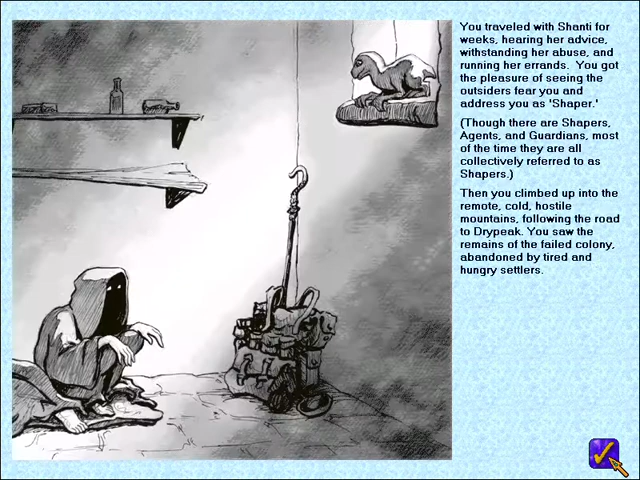 You traveled with Shanti for
weeks, hearing her advice,
withstanding her abuse, and
running her errands.  You got
the pleasure of seeing the
outsiders fear you and
address you as 'Shaper.'
(Though there are Shapers,
Agents, and Guardians, most
of the time they are all
collectively referred to as
Shapers.)
Then you climbed up into the
remote, cold, hostile
mountains, following the road
to Drypeak. You saw the
remains of the failed colony,
abandoned by tired and
hungry settlers.